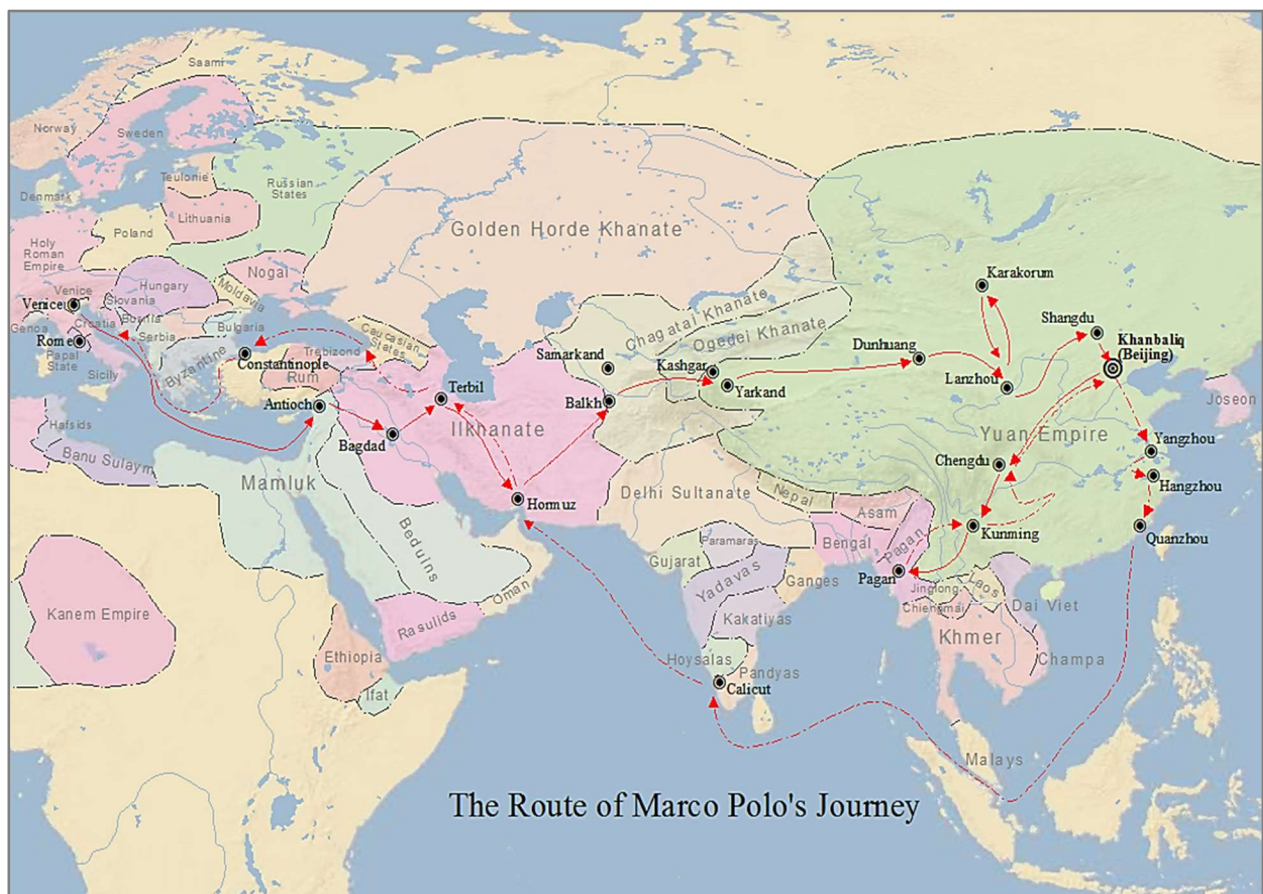 Saami
Norway
Sweden
Denmark
Teulonie
Russian
States
Lithuania
Poland
Holy
Roman
Empire
Golden Horde Khanate
Nogal
Moldavia
Hungary
Slovania
Venice
Venice
Croatia
Bosnia
Serbia
Bulgaria
Genoa
Rome
Papal
State
Sicily
Byzantine
Constantinople
Trebizond
Rum
Caucasian
States
Antioch
Terbil
Bagdad
Ilkhanate
Hormuz
Samarkand
Balkh
Chagatai Khanate
Ogedei Khanate
Kashgar
Yarkand
Dunhuang
Karakorum
Lanzhou
Shangdu
Khanbaliq
(Beijing)
Joseon
Yuan Empire
Yangzhou
Hangzhou
Quanzhou
Chengdu
Kunming
Hafsids
Banu Sulaym
Mamluk
Beduins
Rasulids
Oman
Kanem Empire
Ethiopia
Ifat
Delhi Sultanate
Nepal
Asam
Bengal
Pagan
Pagan
Gujarat
Paramaras
Yadavas
Ganges
Kakatiyas
Hoysalas
Pandyas
Calicut
Jinglong
Chiengmai
Laos
Dai Viet
Khmer
Champa
Malays
The Route of Marco Polo's Journey